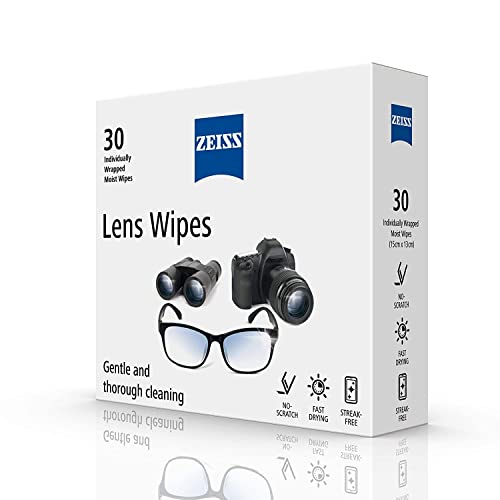 30
Individually
Wrapped
Moist Wipes
ZEISS
Lens Wipes
Gentle and
thorough cleaning
NO-
SCRATCH
FAST
DRYING
STREAK-
FREE
ZEISS
30
Individually Wrapped
Moist Wipes
(15cm x 13cm)
NO-
SCRATCH
FAST
DRYING
STREAK-
FREE